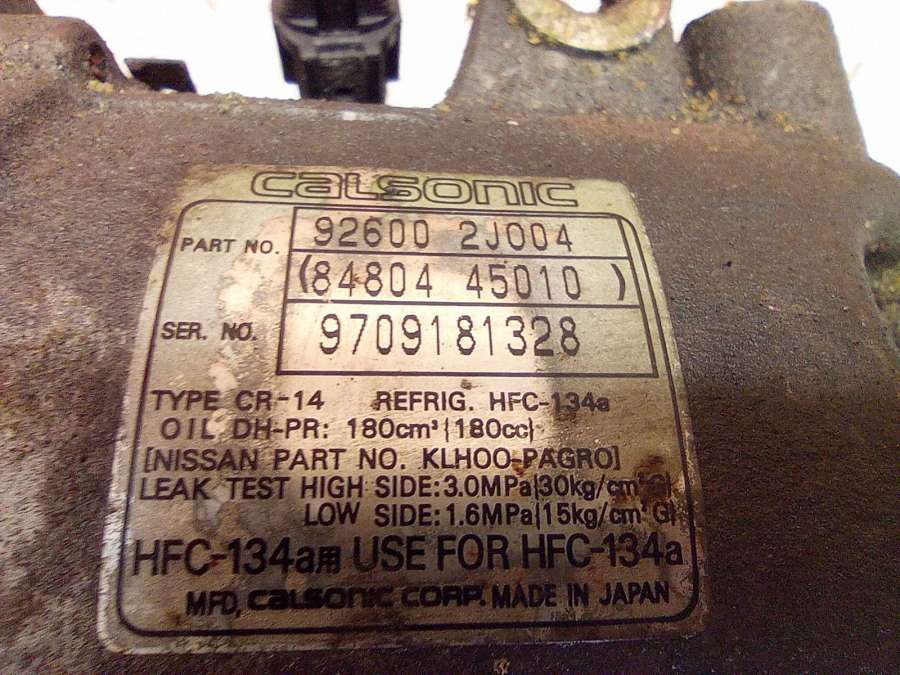 CALSONIC
PART NO. 92600 2J004
(84804 45010 )
SER. NO. 9709181328
TYPE CR-14 REFRIG. HFC-134a
OIL DH-PR: 180cm³{180cc}
[NISSAN PART NO. KLH00-PAGR0]
LEAK TEST HIGH SIDE:3.0MPa{30kg/cm²G}
LOW SIDE:1.6MPa{15kg/cm²G}
HFC-134a用 USE FOR HFC-134a
MFD. CALSONIC CORP. MADE IN JAPAN